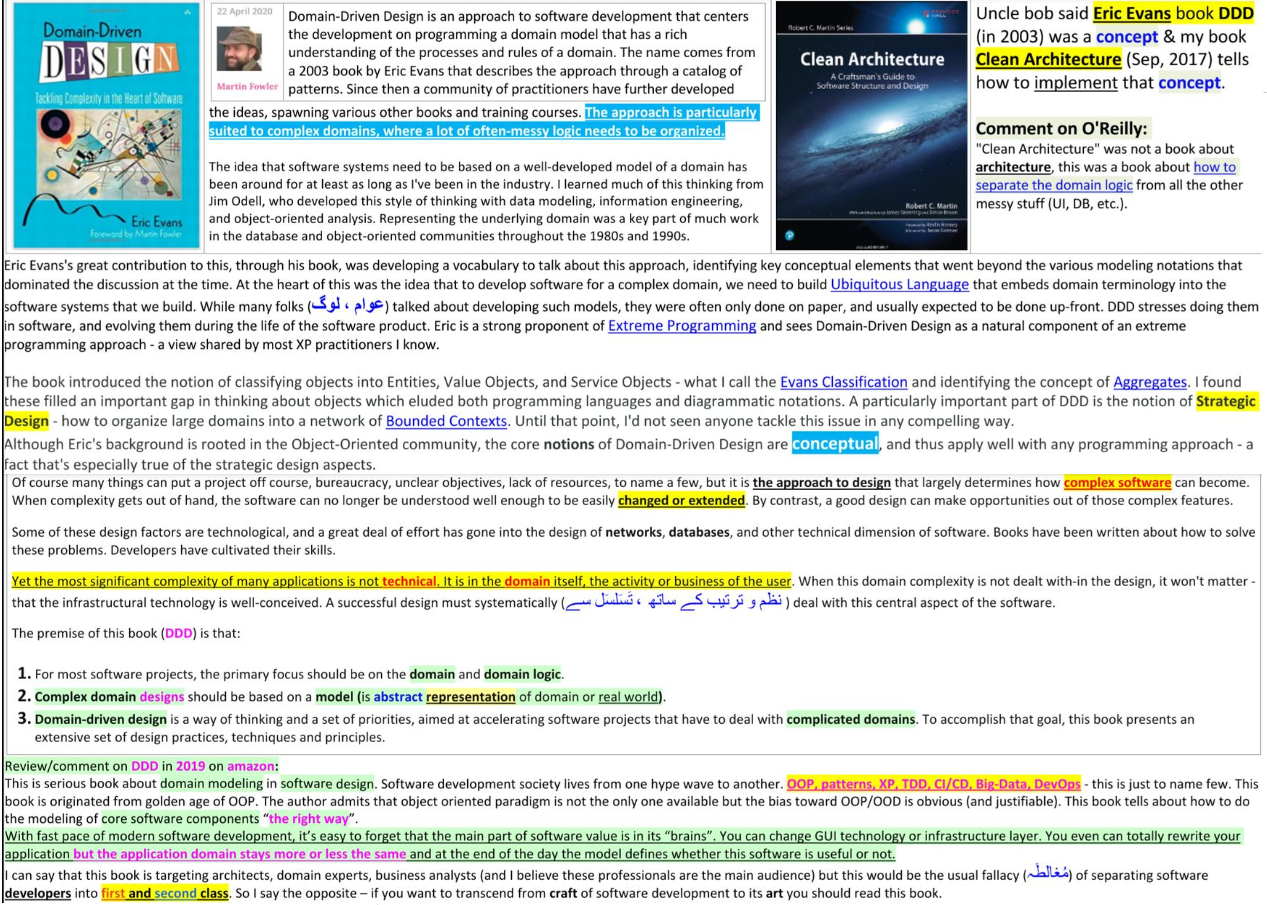 Domain-Driven
DESIGN
Tackling Complexity in the Heart of Software
Eric Evans
Foreword by Martin Fowler
22 April 2020
Martin Fowler
Domain-Driven Design is an approach to software development that centers
the development on programming a domain model that has a rich
understanding of the processes and rules of a domain. The name comes from
a 2003 book by Eric Evans that describes the approach through a catalog of
patterns. Since then a community of practitioners have further developed
the ideas, spawning various other books and training courses. The approach is particularly
suited to complex domains, where a lot of often-messy logic needs to be organized.
The idea that software systems need to be based on a well-developed model of a domain has
been around for at least as long as I've been in the industry. I learned much of this thinking from
Jim Odell, who developed this style of thinking with data modeling, information engineering,
and object-oriented analysis. Representing the underlying domain was a key part of much work
in the database and object-oriented communities throughout the 1980s and 1990s.
Robert C. Martin Series
Clean Architecture
A Craftsman's Guide to
Software Structure and Design
Robert C. Martin
Uncle bob said Eric Evans book DDD
(in 2003) was a concept & my book
Clean Architecture (Sep, 2017) tells
how to implement that concept.
Comment on O'Reilly:
"Clean Architecture" was not a book about
architecture, this was a book about how to
separate the domain logic from all the other
messy stuff (UI, DB, etc.).
Eric Evans's great contribution to this, through his book, was developing a vocabulary to talk about this approach, identifying key conceptual elements that went beyond the various modeling notations that
dominated the discussion at the time. At the heart of this was the idea that to develop software for a complex domain, we need to build Ubiquitous Language that embeds domain terminology into the
software systems that we build. While many folks (عوام ، لوگ) talked about developing such models, they were often only done on paper, and usually expected to be done up-front. DDD stresses doing them
in software, and evolving them during the life of the software product. Eric is a strong proponent of Extreme Programming and sees Domain-Driven Design as a natural component of an extreme
programming approach - a view shared by most XP practitioners I know.
The book introduced the notion of classifying objects into Entities, Value Objects, and Service Objects - what I call the Evans Classification and identifying the concept of Aggregates. I found
these filled an important gap in thinking about objects which eluded both programming languages and diagrammatic notations. A particularly important part of DDD is the notion of Strategic
Design - how to organize large domains into a network of Bounded Contexts. Until that point, I'd not seen anyone tackle this issue in any compelling way.
Although Eric's background is rooted in the Object-Oriented community, the core notions of Domain-Driven Design are conceptual, and thus apply well with any programming approach - a
fact that's especially true of the strategic design aspects.
Of course many things can put a project off course, bureaucracy, unclear objectives, lack of resources, to name a few, but it is the approach to design that largely determines how complex software can become.
When complexity gets out of hand, the software can no longer be understood well enough to be easily changed or extended. By contrast, a good design can make opportunities out of those complex features.
Some of these design factors are technological, and a great deal of effort has gone into the design of networks, databases, and other technical dimension of software. Books have been written about how to solve
these problems. Developers have cultivated their skills.
Yet the most significant complexity of many applications is not technical. It is in the domain itself, the activity or business of the user. When this domain complexity is not dealt with-in the design, it won't matter -
that the infrastructural technology is well-conceived. A successful design must systematically (نظم و ترتیب کے ساتھ ، تَسَلسَل سے) deal with this central aspect of the software.
The premise of this book (DDD) is that:
1. For most software projects, the primary focus should be on the domain and domain logic.
2. Complex domain designs should be based on a model (is abstract representation of domain or real world).
3. Domain-driven design is a way of thinking and a set of priorities, aimed at accelerating software projects that have to deal with complicated domains. To accomplish that goal, this book presents an
extensive set of design practices, techniques and principles.
Review/comment on DDD in 2019 on amazon:
This is serious book about domain modeling in software design. Software development society lives from one hype wave to another. OOP, patterns, XP, TDD, CI/CD, Big-Data, DevOps - this is just to name few. This
book is originated from golden age of OOP. The author admits that object oriented paradigm is not the only one available but the bias toward OOP/OOD is obvious (and justifiable). This book tells about how to do
the modeling of core software components “the right way”.
With fast pace of modern software development, it’s easy to forget that the main part of software value is in its “brains”. You can change GUI technology or infrastructure layer. You even can totally rewrite your
application but the application domain stays more or less the same and at the end of the day the model defines whether this software is useful or not.
I can say that this book is targeting architects, domain experts, business analysts (and I believe these professionals are the main audience) but this would be the usual fallacy (مُغالطَہ) of separating software
developers into first and second class. So I say the opposite – if you want to transcend from craft of software development to its art you should read this book.